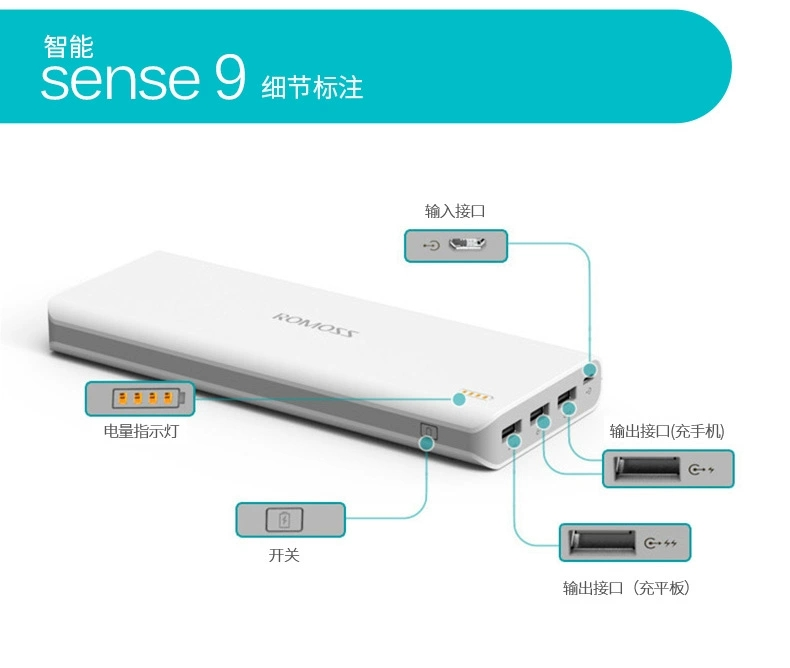 智能
sense 9 细节标注
输入接口
ROMOSS
电量指示灯
输出接口(充手机)
开关
输出接口（充平板）